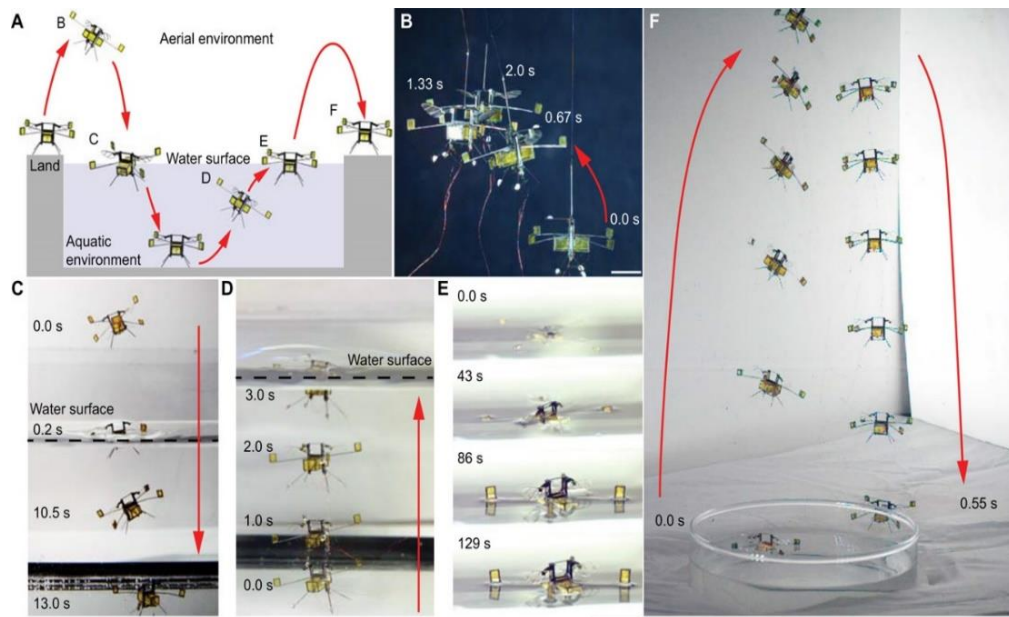 A
B
Aerial environment
F
C
Water surface
E
Land
D
Aquatic
environment
B
2.0 s
1.33 s
0.67 s
0.0 s
F
0.0 s
0.55 s
C
0.0 s
Water surface
0.2 s
10.5 s
13.0 s
D
Water surface
3.0 s
2.0 s
1.0 s
0.0 s
E
0.0 s
43 s
86 s
129 s